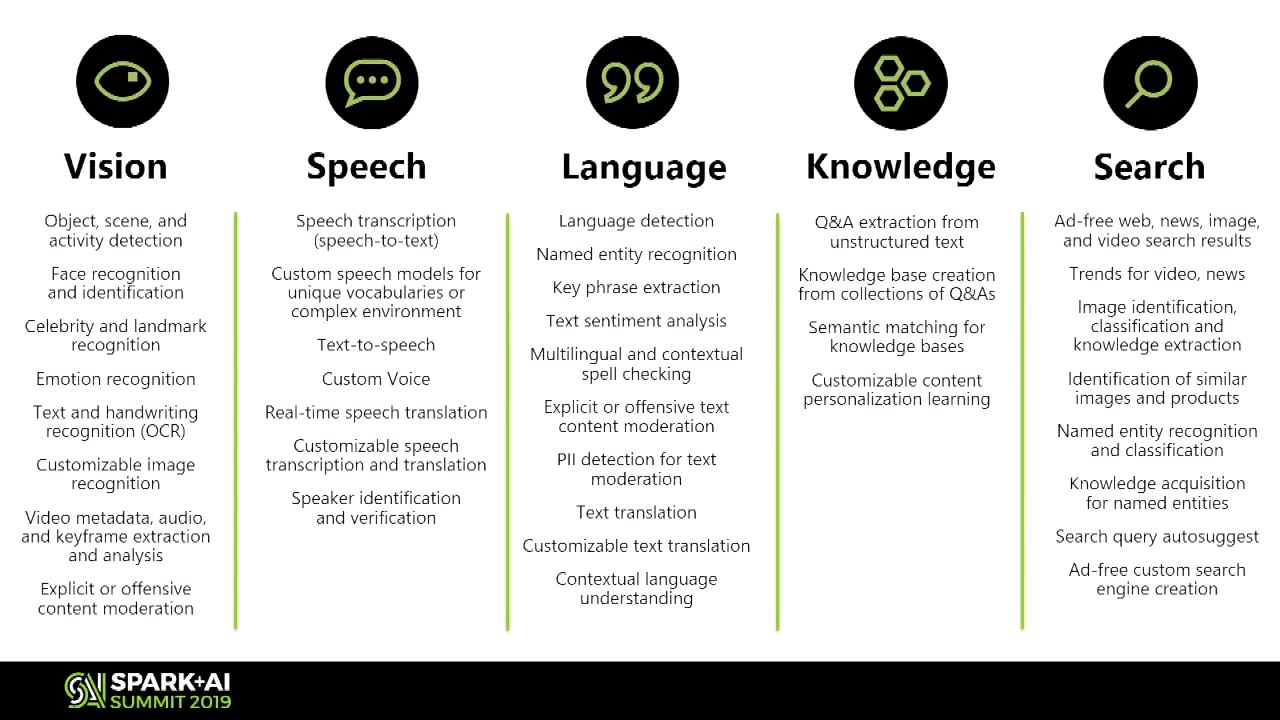 Vision
Object, scene, and
activity detection
Face recognition
and identification
Celebrity and landmark
recognition
Emotion recognition
Text and handwriting
recognition (OCR)
Customizable image
recognition
Video metadata, audio,
and keyframe extraction
and analysis
Explicit or offensive
content moderation
Speech
Speech transcription
(speech-to-text)
Custom speech models for
unique vocabularies or
complex environment
Text-to-speech
Custom Voice
Real-time speech translation
Customizable speech
transcription and translation
Speaker identification
and verification
Language
Language detection
Named entity recognition
Key phrase extraction
Text sentiment analysis
Multilingual and contextual
spell checking
Explicit or offensive text
content moderation
PII detection for text
moderation
Text translation
Customizable text translation
Contextual language
understanding
Knowledge
Q&A extraction from
unstructured text
Knowledge base creation
from collections of Q&As
Semantic matching for
knowledge bases
Customizable content
personalization learning
Search
Ad-free web, news, image,
and video search results
Trends for video, news
Image identification,
classification and
knowledge extraction
Identification of similar
images and products
Named entity recognition
and classification
Knowledge acquisition
for named entities
Search query autosuggest
Ad-free custom search
engine creation
SPARK+AI
SUMMIT 2019